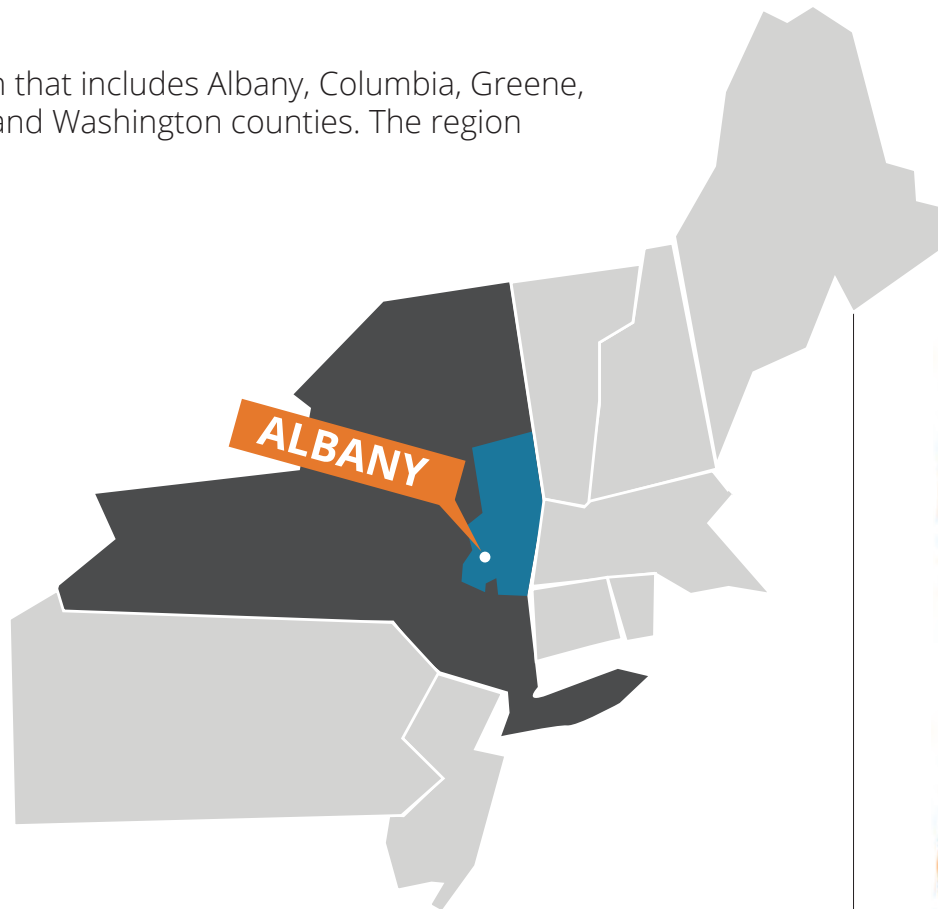 that includes Albany, Columbia, Greene,
and Washington counties. The region
ALBANY